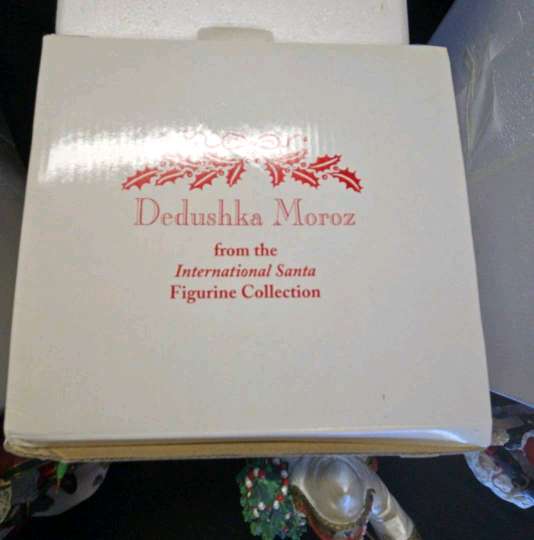 Dedushka Moroz
from the
International Santa
Figurine Collection